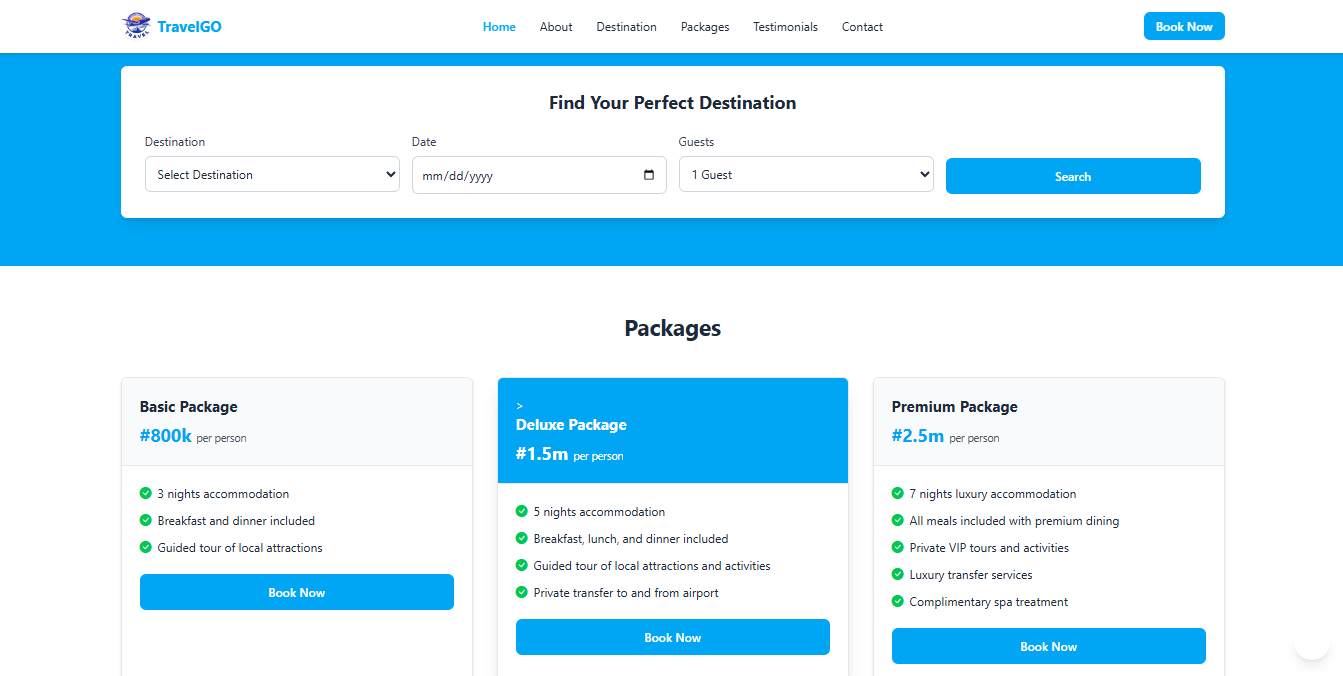 TRAVEL
TravelGO
Home About Destination Packages Testimonials Contact
Book Now
Find Your Perfect Destination
Destination Date Guests
Select Destination mm/dd/yyyy 1 Guest Search
Packages
Basic Package
#800k per person
3 nights accommodation
Breakfast and dinner included
Guided tour of local attractions
Book Now
>
Deluxe Package
#1.5m per person
5 nights accommodation
Breakfast, lunch, and dinner included
Guided tour of local attractions and activities
Private transfer to and from airport
Book Now
Premium Package
#2.5m per person
7 nights luxury accommodation
All meals included with premium dining
Private VIP tours and activities
Luxury transfer services
Complimentary spa treatment
Book Now